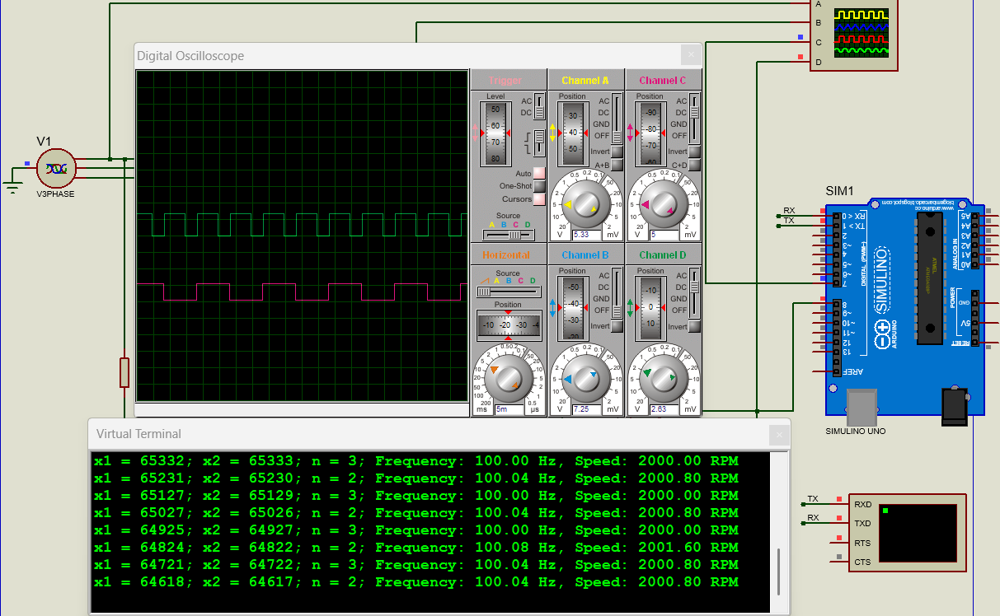 A
B
C
D
Digital Oscilloscope
Trigger
Level
50
60
70
80
AC
DC
Auto
One-Shot
Cursors
Source
A B C D
Channel A
Position
30
40
50
AC
DC
GND
OFF
Invert
A+B
V 5.33 mV
Channel C
Position
-90
-80
-70
AC
DC
GND
OFF
Invert
C+D
V 5 mV
Horizontal
Source
A B C D
Position
-10 -20 -30 -4
ms 5m µs
Channel B
Position
-50
-40
-30
-20
AC
DC
GND
OFF
Invert
V 7.25 mV
Channel D
Position
-10
0
10
AC
DC
GND
OFF
Invert
V 2.63 mV
V1
V3PHASE
SIM1
RX
TX
www.arduino.cc
blogembarcado.blogspot.com
RX < 0
TX > 1
2
~3
4
~5
~6
7
8
~9
~10
~11
12
13
AREF
DIGITAL (PWM~)
SIMULINO
ARDUINO
ATMEL
A5
A4
A3
A2
A1
A0
ANALOG IN
POWER
GND
5V
RESET
SIMULINO UNO
Virtual Terminal
x1 = 65332; x2 = 65333; n = 3; Frequency: 100.00 Hz, Speed: 2000.00 RPM
x1 = 65231; x2 = 65230; n = 2; Frequency: 100.04 Hz, Speed: 2000.80 RPM
x1 = 65127; x2 = 65129; n = 3; Frequency: 100.00 Hz, Speed: 2000.00 RPM
x1 = 65027; x2 = 65026; n = 2; Frequency: 100.04 Hz, Speed: 2000.80 RPM
x1 = 64925; x2 = 64927; n = 3; Frequency: 100.00 Hz, Speed: 2000.00 RPM
x1 = 64824; x2 = 64822; n = 2; Frequency: 100.08 Hz, Speed: 2001.60 RPM
x1 = 64721; x2 = 64722; n = 3; Frequency: 100.04 Hz, Speed: 2000.80 RPM
x1 = 64618; x2 = 64617; n = 2; Frequency: 100.04 Hz, Speed: 2000.80 RPM
TX
RX
RXD
TXD
RTS
CTS